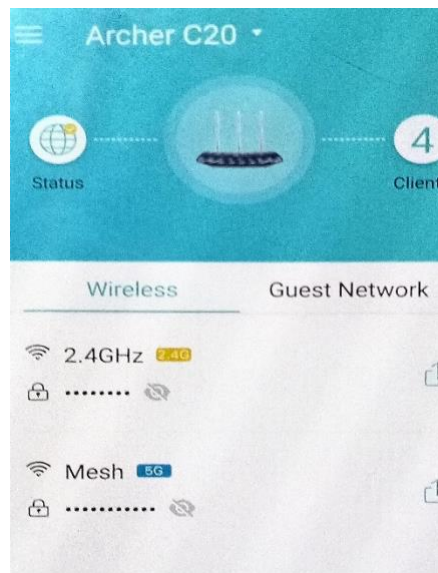 Archer C20
4
Status
Client
Wireless
Guest Network
2.4GHz 2.4G
••••••••
Mesh 5G
•••••••••••